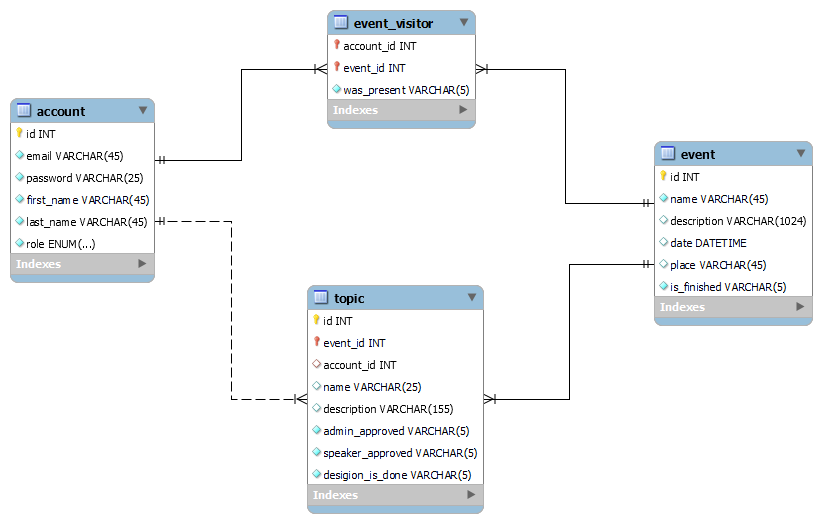 event_visitor
account_id INT
event_id INT
was_present VARCHAR(5)
Indexes
account
id INT
email VARCHAR(45)
password VARCHAR(25)
first_name VARCHAR(45)
last_name VARCHAR(45)
role ENUM(...)
Indexes
event
id INT
name VARCHAR(45)
description VARCHAR(1024)
date DATETIME
place VARCHAR(45)
is_finished VARCHAR(5)
Indexes
topic
id INT
event_id INT
account_id INT
name VARCHAR(25)
description VARCHAR(155)
admin_approved VARCHAR(5)
speaker_approved VARCHAR(5)
desigion_is_done VARCHAR(5)
Indexes